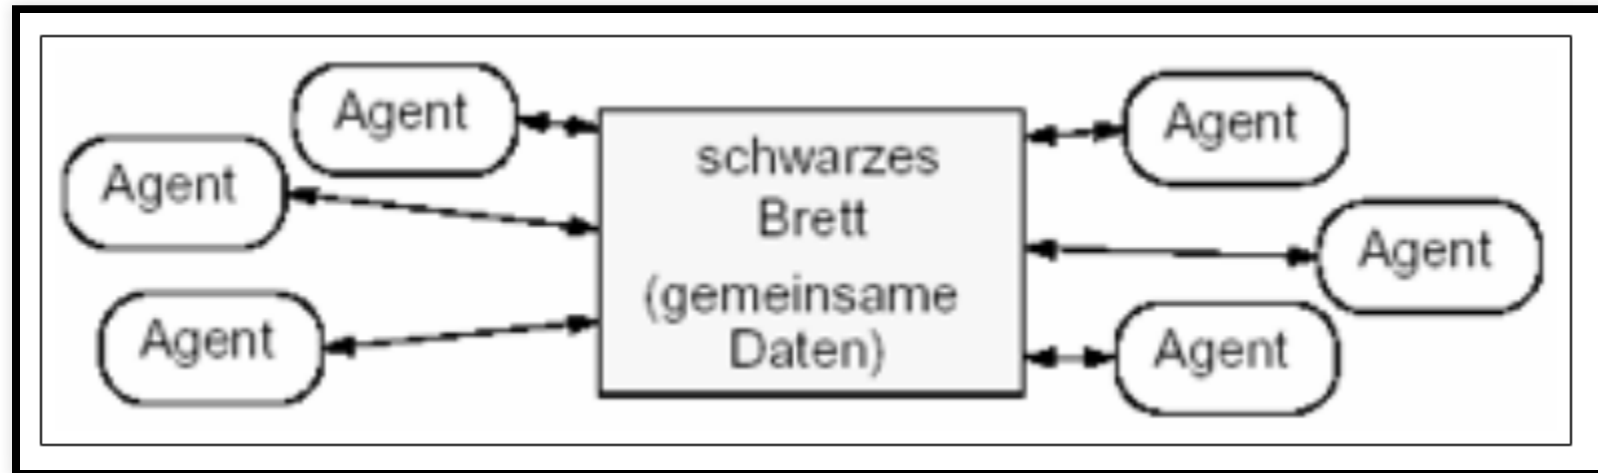 Agent
Agent
Agent
schwarzes
Brett
(gemeinsame
Daten)
Agent
Agent
Agent